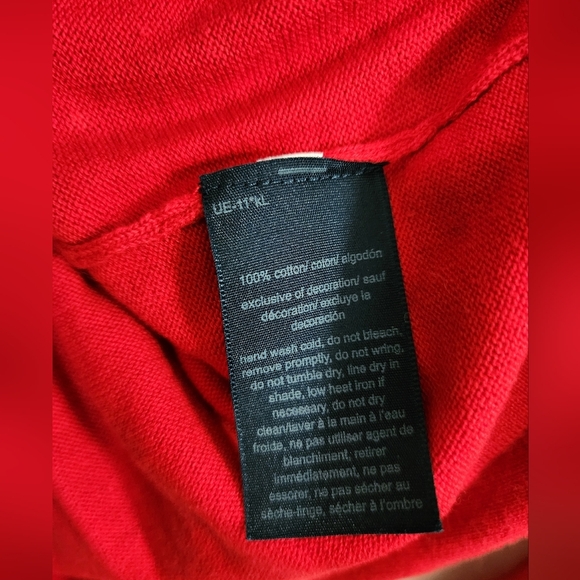 UE-11*kL
100% cotton/ coton/ algodón
exclusive of decoration/ sauf
décoration/ excluye la
decoración
hand wash cold, do not bleach,
remove promptly, do not wring,
do not tumble dry, line dry in
shade, low heat iron if
necessary, do not dry
clean/laver à la main à l'eau
froide, ne pas utiliser agent de
blanchiment, retirer
immédiatement, ne pas
essorer, ne pas sécher au
sèche-linge, sécher à l'ombre